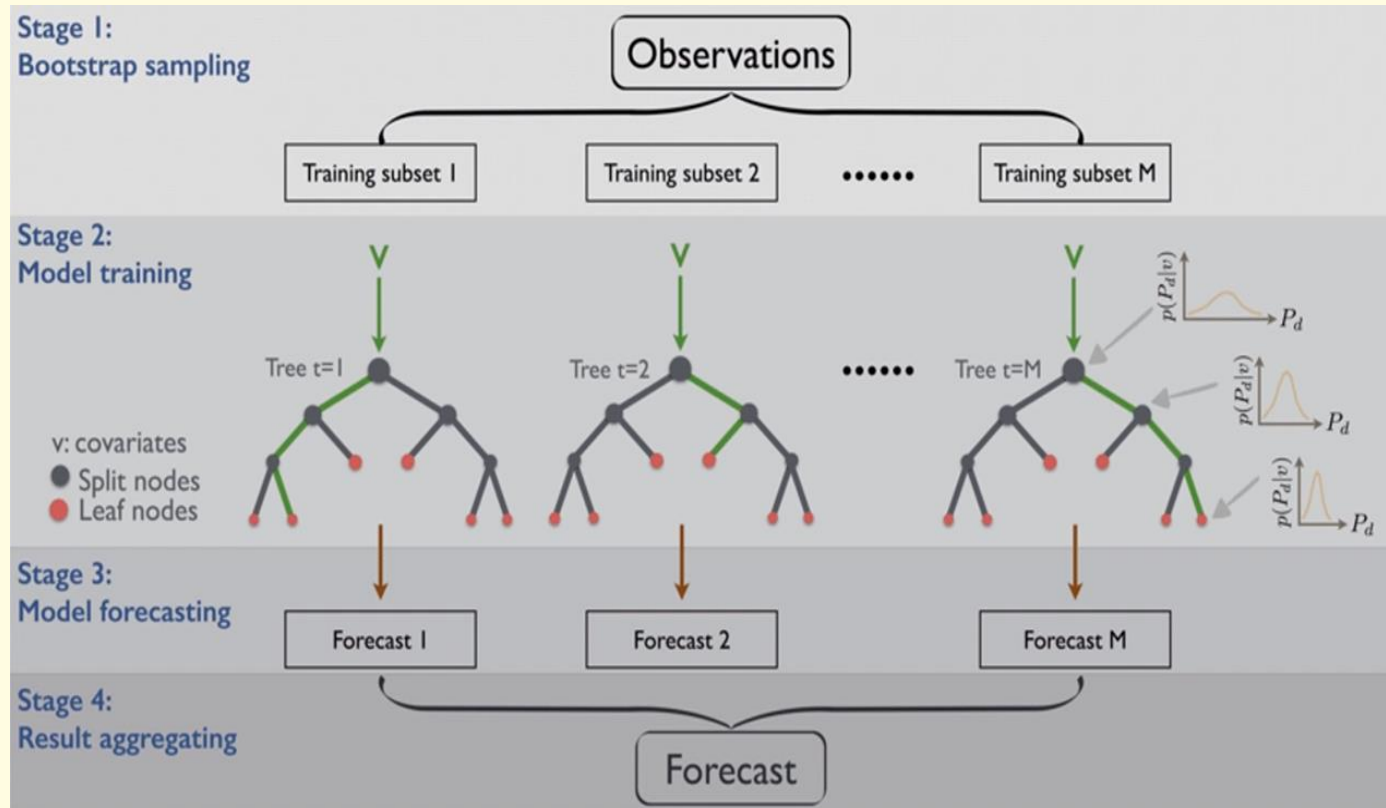 Stage 1:
Bootstrap sampling
Observations
Training subset 1
Training subset 2
......
Training subset M
Stage 2:
Model training
v
v
v
p(P_d|v)
P_d
Tree t=1
Tree t=2
......
Tree t=M
p(P_d|v)
P_d
v: covariates
Split nodes
Leaf nodes
p(P_d|v)
P_d
Stage 3:
Model forecasting
Forecast 1
Forecast 2
Forecast M
Stage 4:
Result aggregating
Forecast